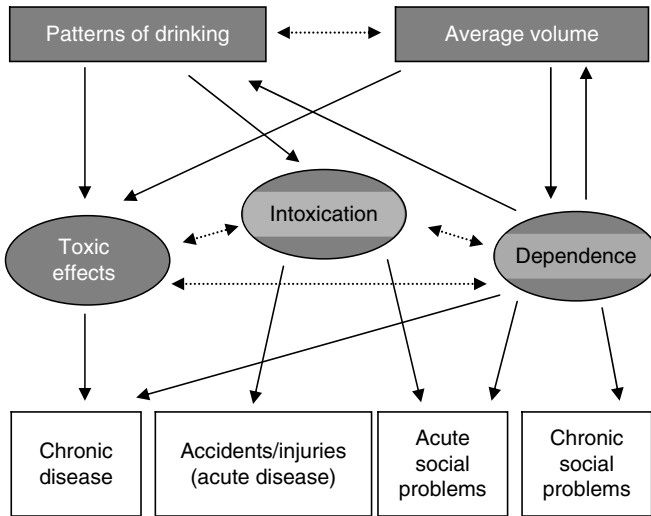 Patterns of drinking
Average volume
Intoxication
Toxic
effects
Dependence
Chronic
disease
Accidents/injuries
(acute disease)
Acute
social
problems
Chronic
social
problems